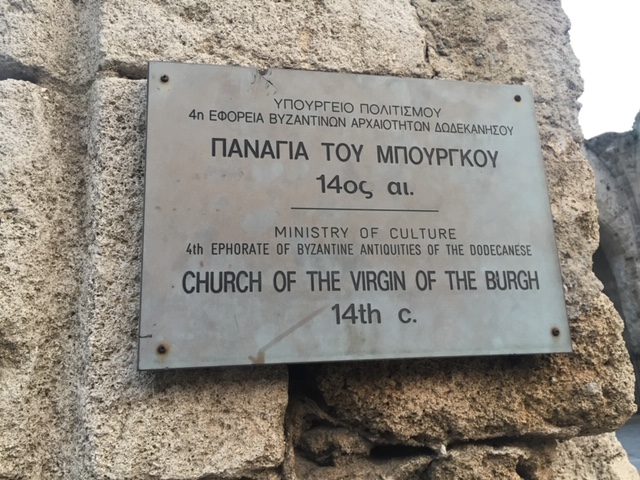 ΥΠΟΥΡΓΕΙΟ ΠΟΛΙΤΙΣΜΟΥ
4η ΕΦΟΡΕΙΑ ΒΥΖΑΝΤΙΝΩΝ ΑΡΧΑΙΟΤΗΤΩΝ ΔΩΔΕΚΑΝΗΣΟΥ
ΠΑΝΑΓΙΑ ΤΟΥ ΜΠΟΥΡΓΚΟΥ
14ος αι.
MINISTRY OF CULTURE
4th EPHORATE OF BYZANTINE ANTIQUITIES OF THE DODECANESE
CHURCH OF THE VIRGIN OF THE BURGH
14th c.